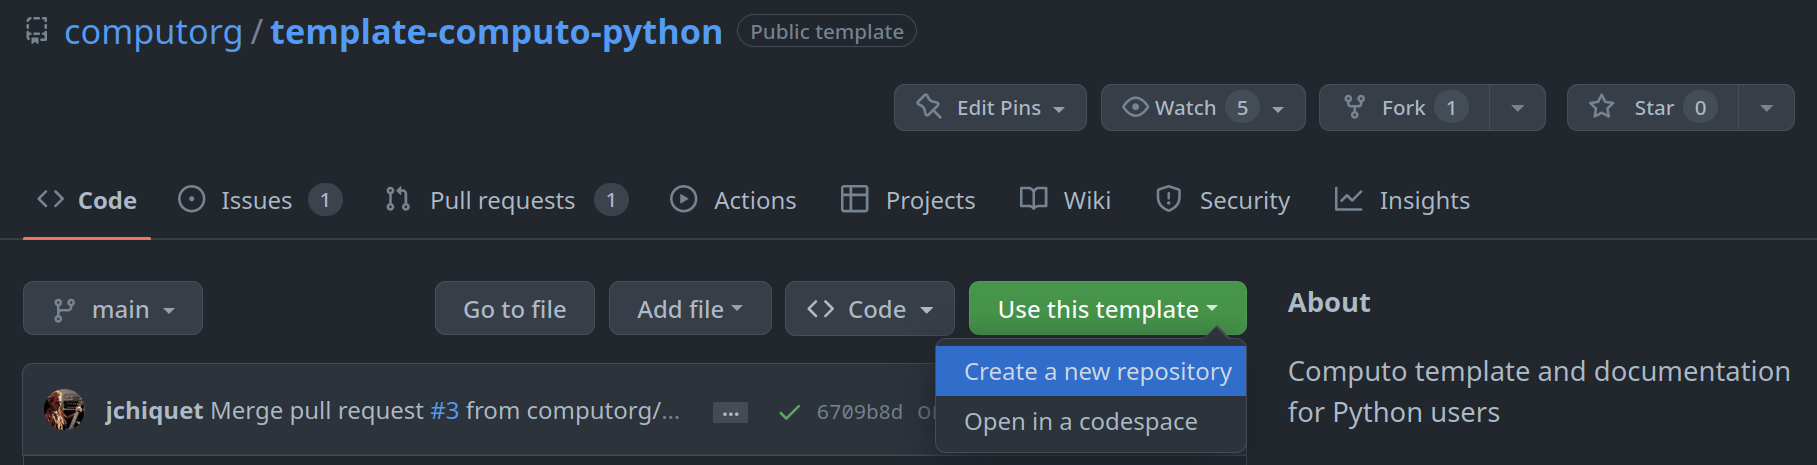 computorg / template-computo-python Public template
Edit Pins Watch 5 Fork 1 Star 0
Code Issues 1 Pull requests 1 Actions Projects Wiki Security Insights
main Go to file Add file Code Use this template
Create a new repository
Open in a codespace
jchiquet Merge pull request #3 from computorg/... ... 6709b8d
About
Computo template and documentation
for Python users